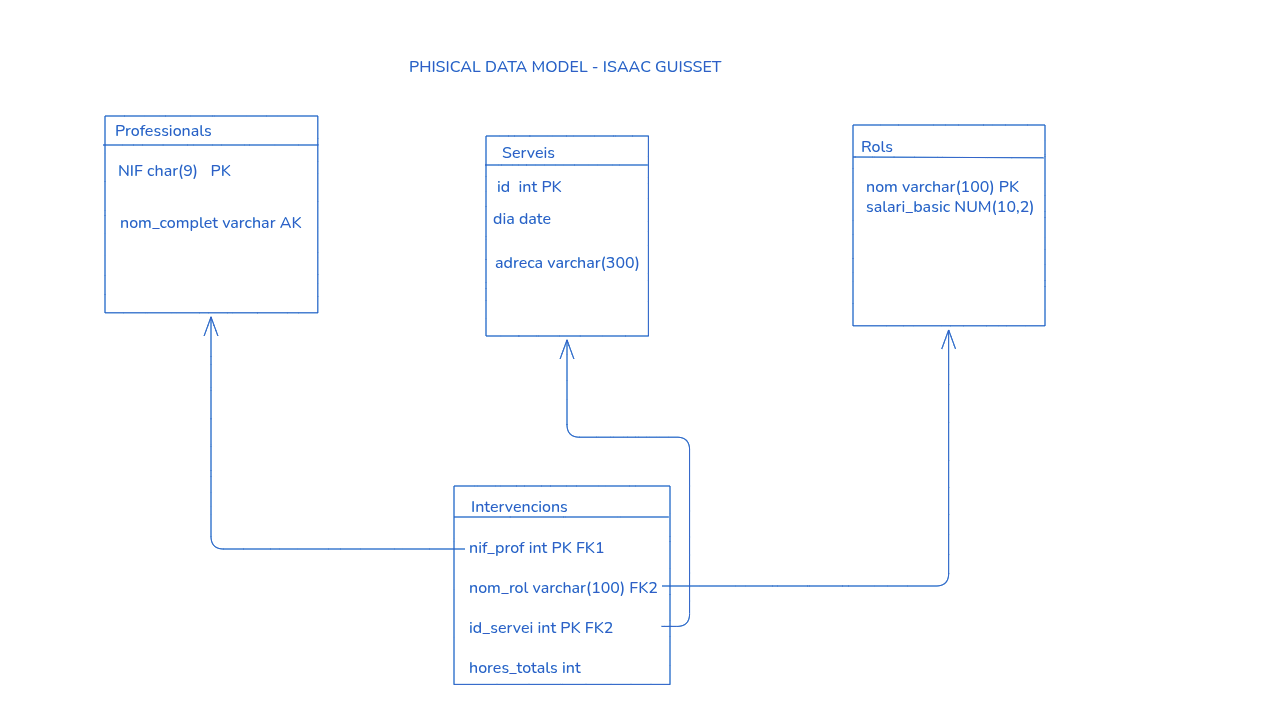 PHISICAL DATA MODEL - ISAAC GUISSET
Professionals
NIF char(9) PK
nom_complet varchar AK
Serveis
id int PK
dia date
adreca varchar(300)
Rols
nom varchar(100) PK
salari_basic NUM(10,2)
Intervencions
nif_prof int PK FK1
nom_rol varchar(100) FK2
id_servei int PK FK2
hores_totals int